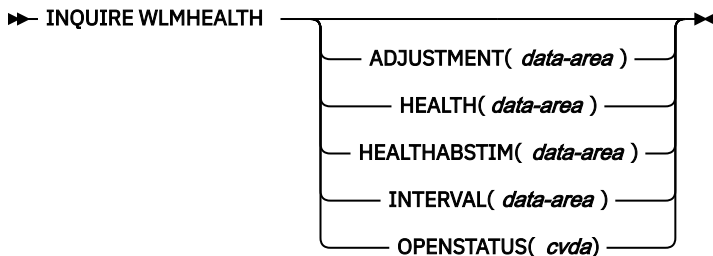 INQUIRE WLMHEALTH
ADJUSTMENT( data-area )
HEALTH( data-area )
HEALTHABSTIM( data-area )
INTERVAL( data-area )
OPENSTATUS( cvda)